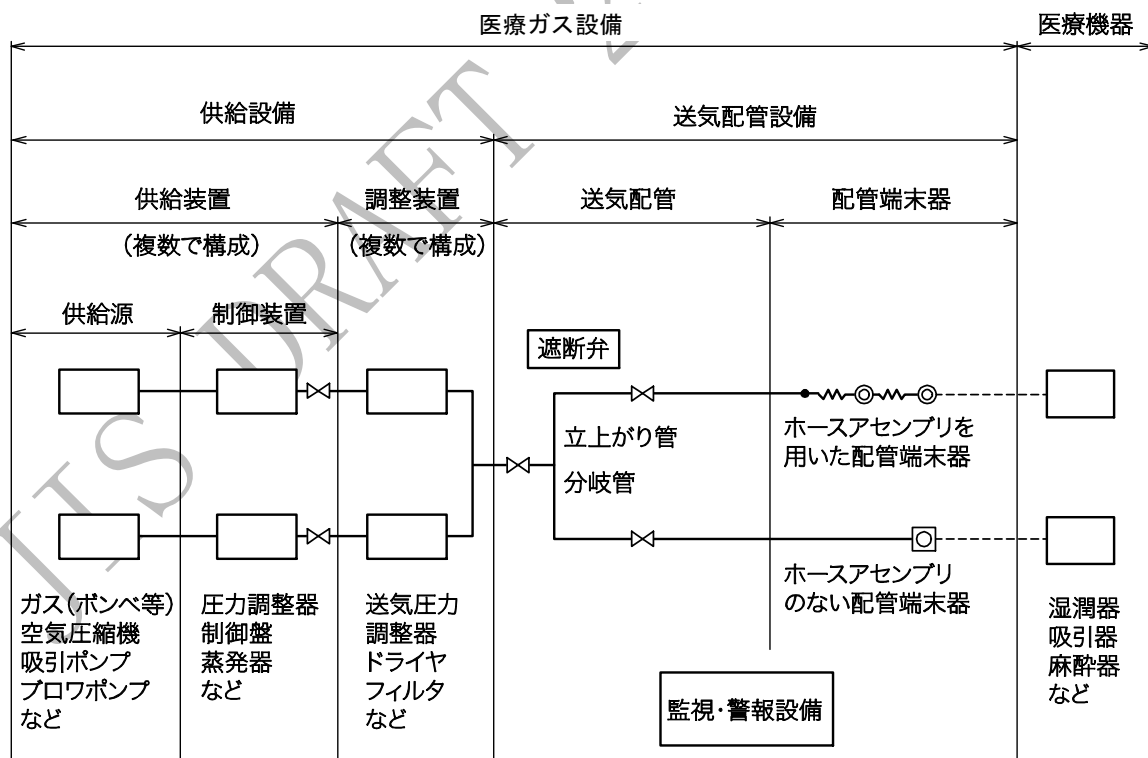 医療ガス設備
医療機器
供給設備
送気配管設備
供給装置
(複数で構成)
調整装置
(複数で構成)
送気配管
配管端末器
供給源
制御装置
遮断弁
立上がり管
分岐管
ホースアセンブリを
用いた配管端末器
ホースアセンブリ
のない配管端末器
ガス(ボンベ等)
空気圧縮機
吸引ポンプ
ブロワポンプ
など
圧力調整器
制御盤
蒸発器
など
送気圧力
調整器
ドライヤ
フィルタ
など
監視・警報設備
湿潤器
吸引器
麻酔器
など
JIS DRAFT